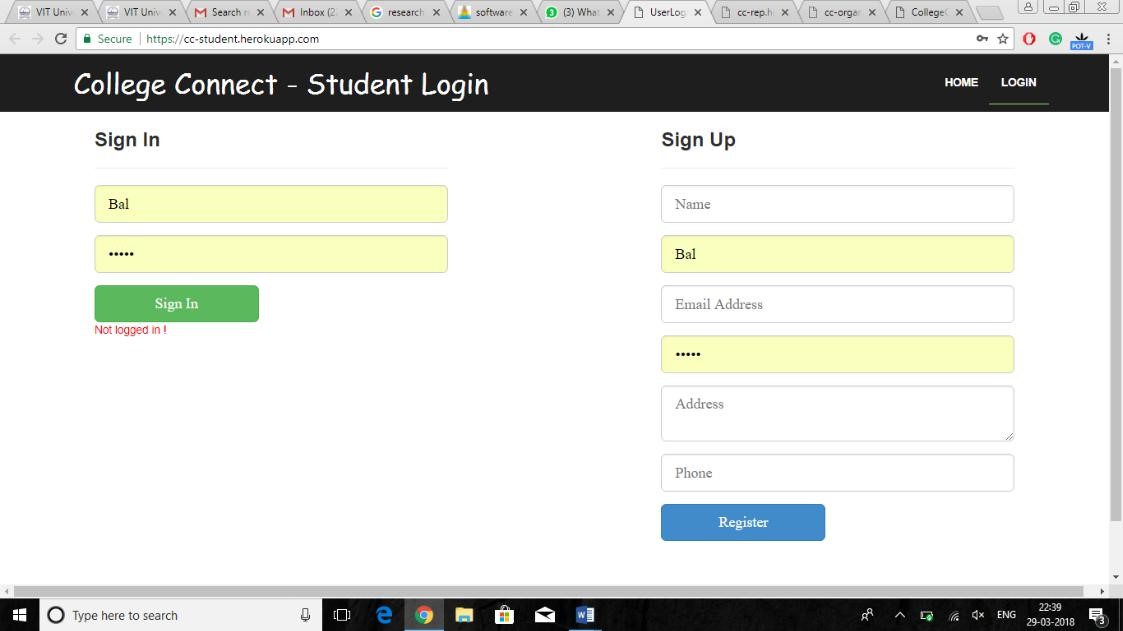 VIT Univ
VIT Univ
Search r
Inbox (2
research
software
(3) What
UserLog
cc-rep.h
cc-organ
College
Secure
https://cc-student.herokuapp.com
POT-V
College Connect - Student Login
HOME
LOGIN
Sign In
Bal
•••••
Sign In
Not logged in !
Sign Up
Name
Bal
Email Address
•••••
Address
Phone
Register
Type here to search
ENG
22:39
29-03-2018
3